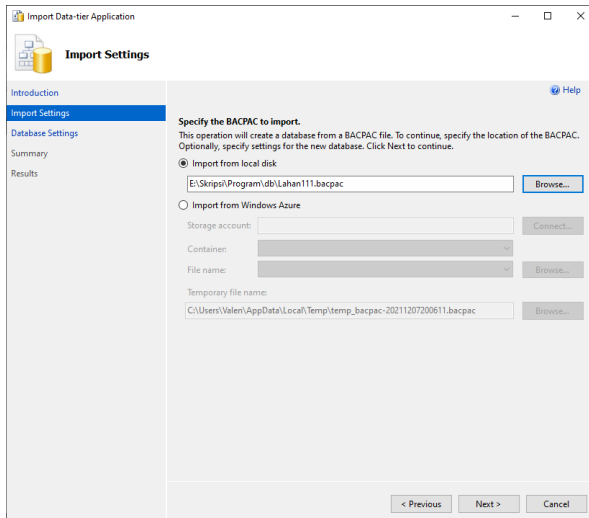 Import Data-tier Application
Import Settings
Introduction
Import Settings
Database Settings
Summary
Results
Help
Specify the BACPAC to import.
This operation will create a database from a BACPAC file. To continue, specify the location of the BACPAC.
Optionally, specify settings for the new database. Click Next to continue.
Import from local disk
E:\Skripsi\Program\db\Lahan111.bacpac
Browse...
Import from Windows Azure
Storage account:
Connect...
Container:
File name:
Browse...
Temporary file name:
C:\Users\Valen\AppData\Local\Temp\temp_bacpac-20211207200611.bacpac
Browse...
< Previous
Next >
Cancel